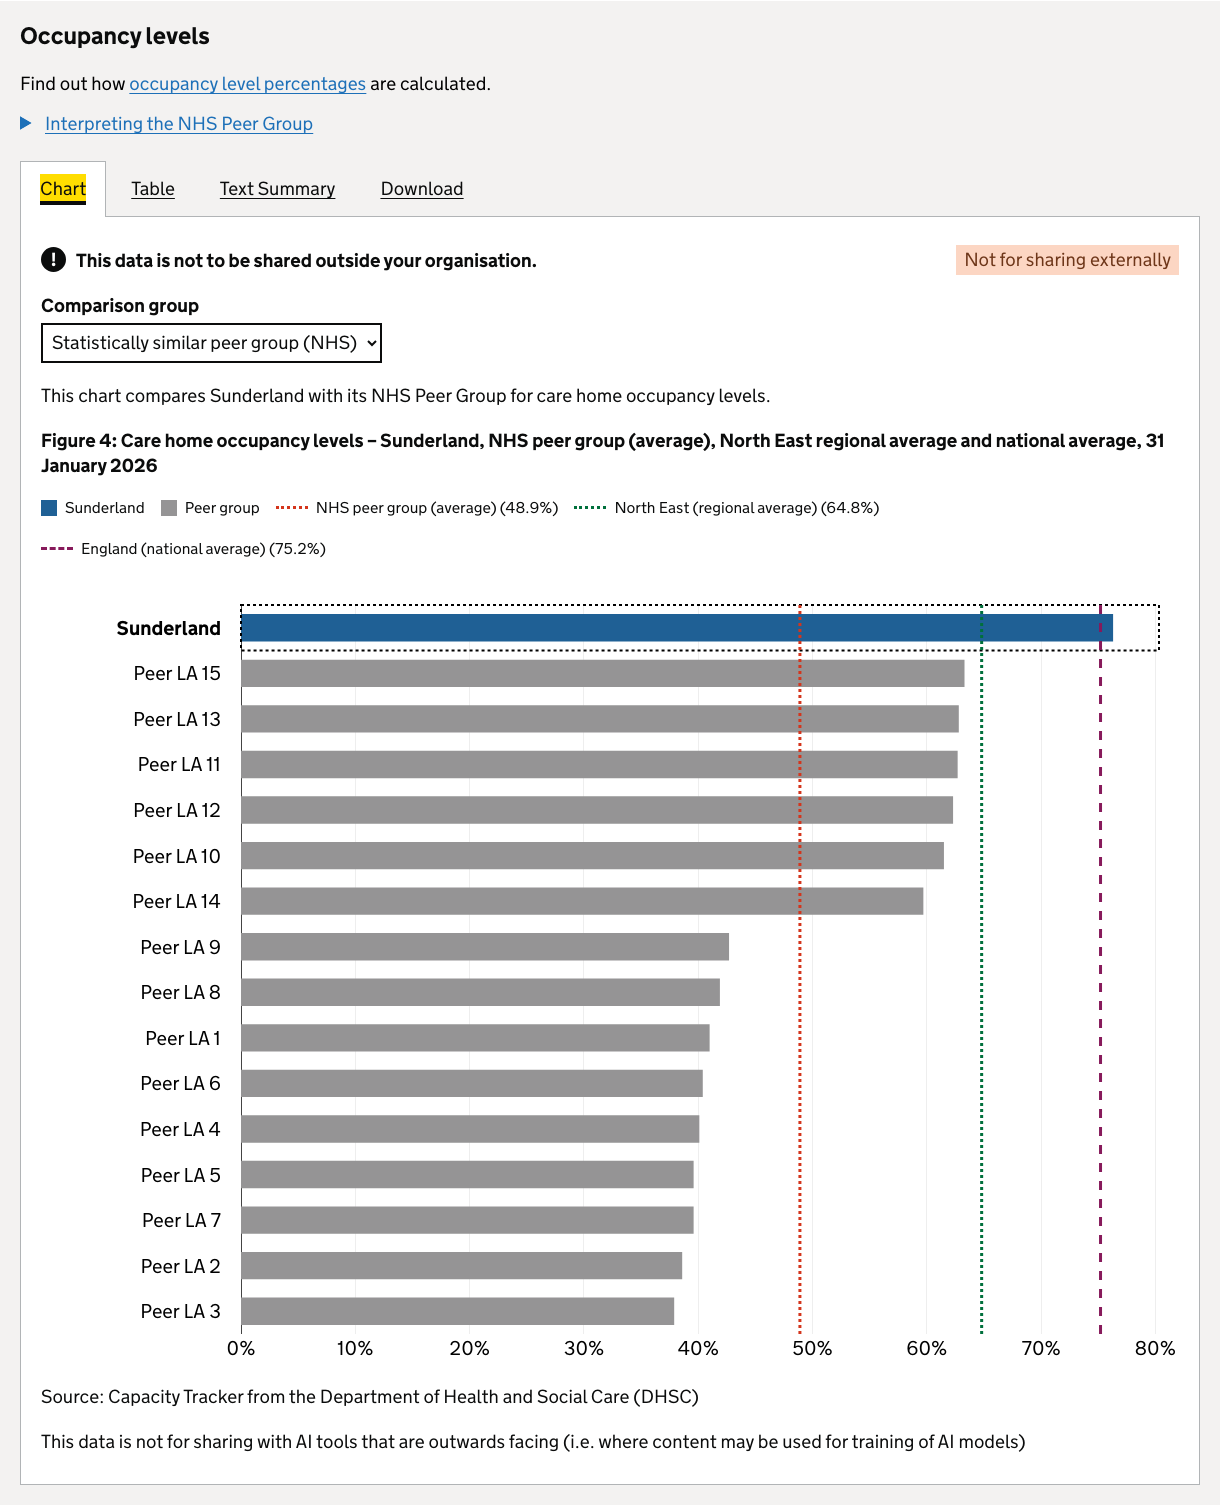 Occupancy levels
Find out how occupancy level percentages are calculated.
Interpreting the NHS Peer Group
Chart
Table
Text Summary
Download
This data is not to be shared outside your organisation.
Not for sharing externally
Comparison group
Statistically similar peer group (NHS)
This chart compares Sunderland with its NHS Peer Group for care home occupancy levels.
Figure 4: Care home occupancy levels – Sunderland, NHS peer group (average), North East regional average and national average, 31
January 2026
Sunderland
Peer group
NHS peer group (average) (48.9%)
North East (regional average) (64.8%)
England (national average) (75.2%)
Sunderland
Peer LA 15
Peer LA 13
Peer LA 11
Peer LA 12
Peer LA 10
Peer LA 14
Peer LA 9
Peer LA 8
Peer LA 1
Peer LA 6
Peer LA 4
Peer LA 5
Peer LA 7
Peer LA 2
Peer LA 3
0% 10% 20% 30% 40% 50% 60% 70% 80%
Source: Capacity Tracker from the Department of Health and Social Care (DHSC)
This data is not for sharing with AI tools that are outwards facing (i.e. where content may be used for training of AI models)